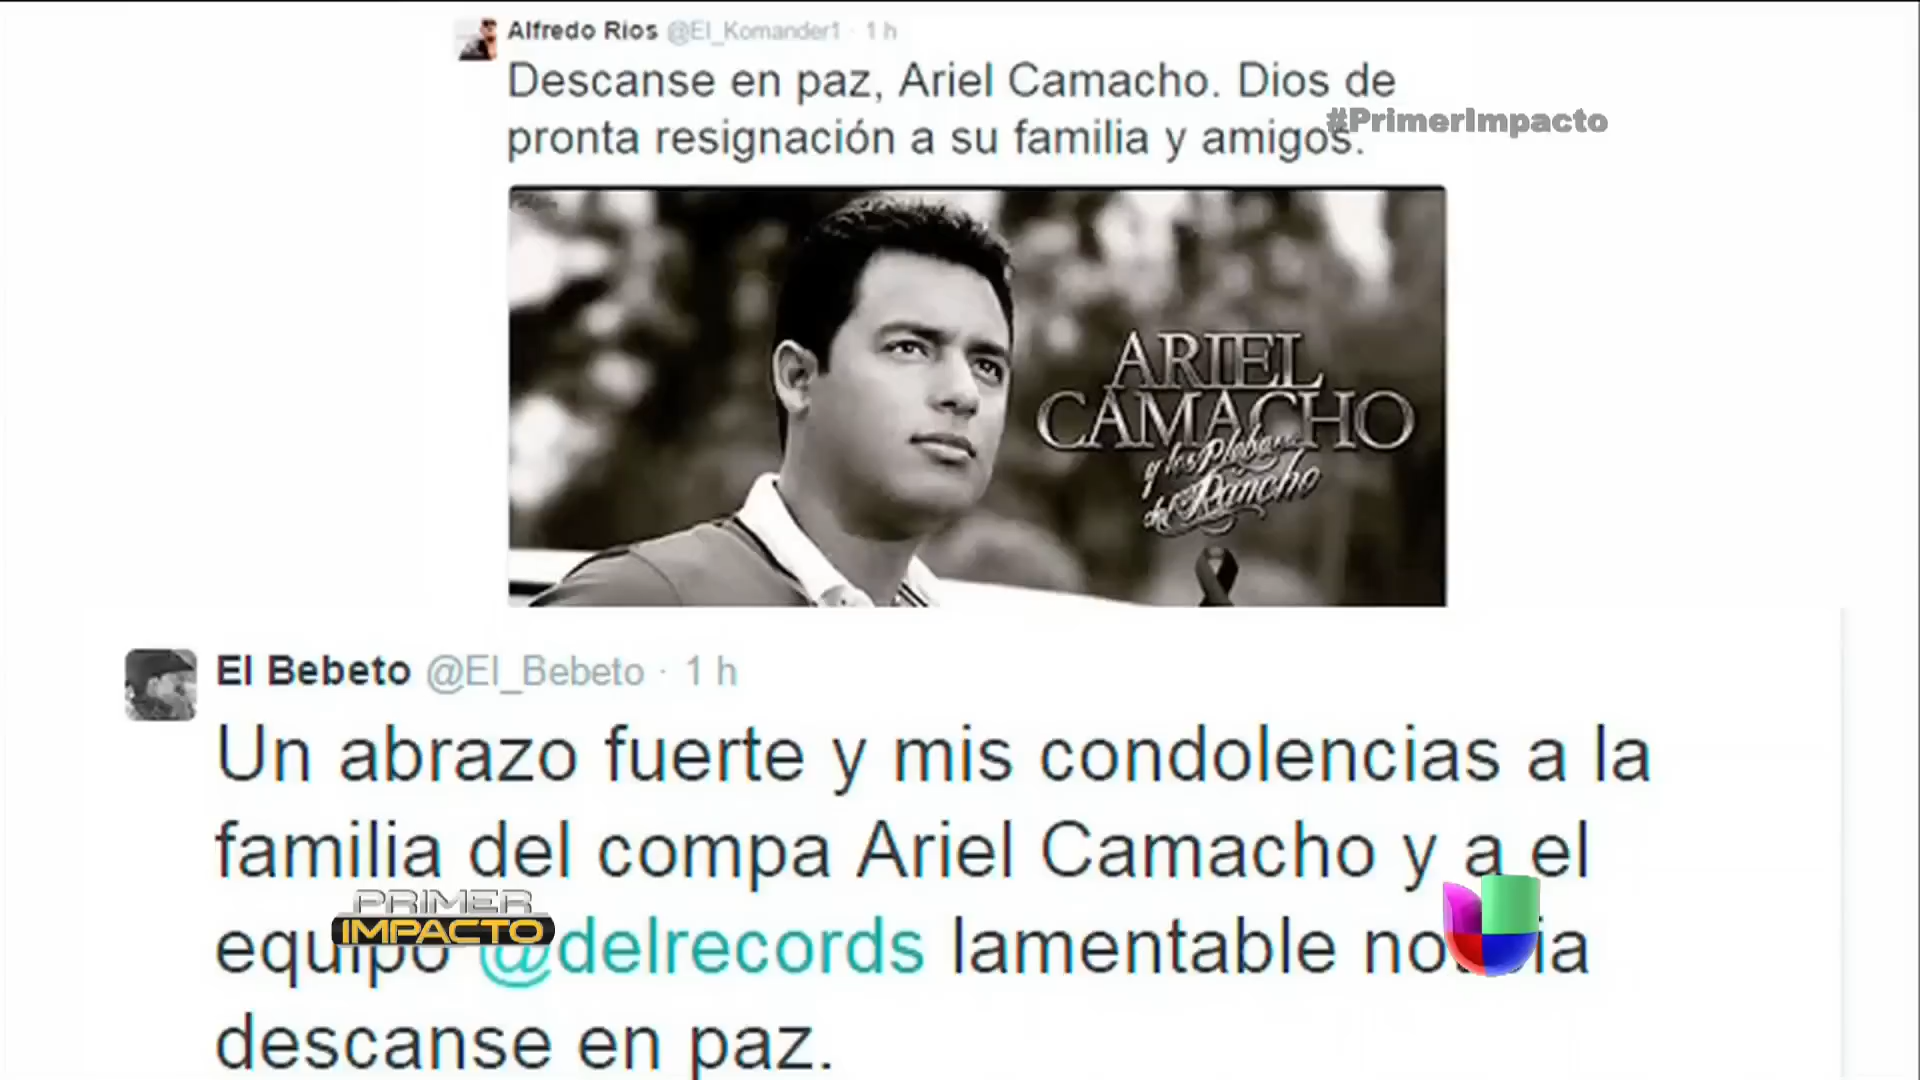 Alfredo Rios @El_Komander1 · 1 h
Descanse en paz, Ariel Camacho. Dios de
pronta resignación a su familia y amigos.
#PrimerImpacto
ARIEL
CAMACHO
y los Plebes
del Rancho
El Bebeto @El_Bebeto · 1 h
Un abrazo fuerte y mis condolencias a la
familia del compa Ariel Camacho y a el
equipo @delrecords lamentable noticia
descanse en paz.
PRIMER
IMPACTO